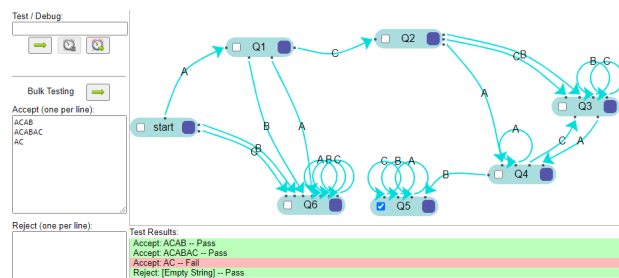 Test / Debug:
Bulk Testing
Accept (one per line):
ACAB
ACABAC
AC
Reject (one per line):
start
Q1
Q2
Q3
Q4
Q5
Q6
A
C
B
A
C
B
C
B
A
B
C
A
C
A
B
A
B
C
C
B
A
Test Results:
Accept: ACAB -- Pass
Accept: ACABAC -- Pass
Accept: AC -- Fail
Reject: [Empty String] -- Pass